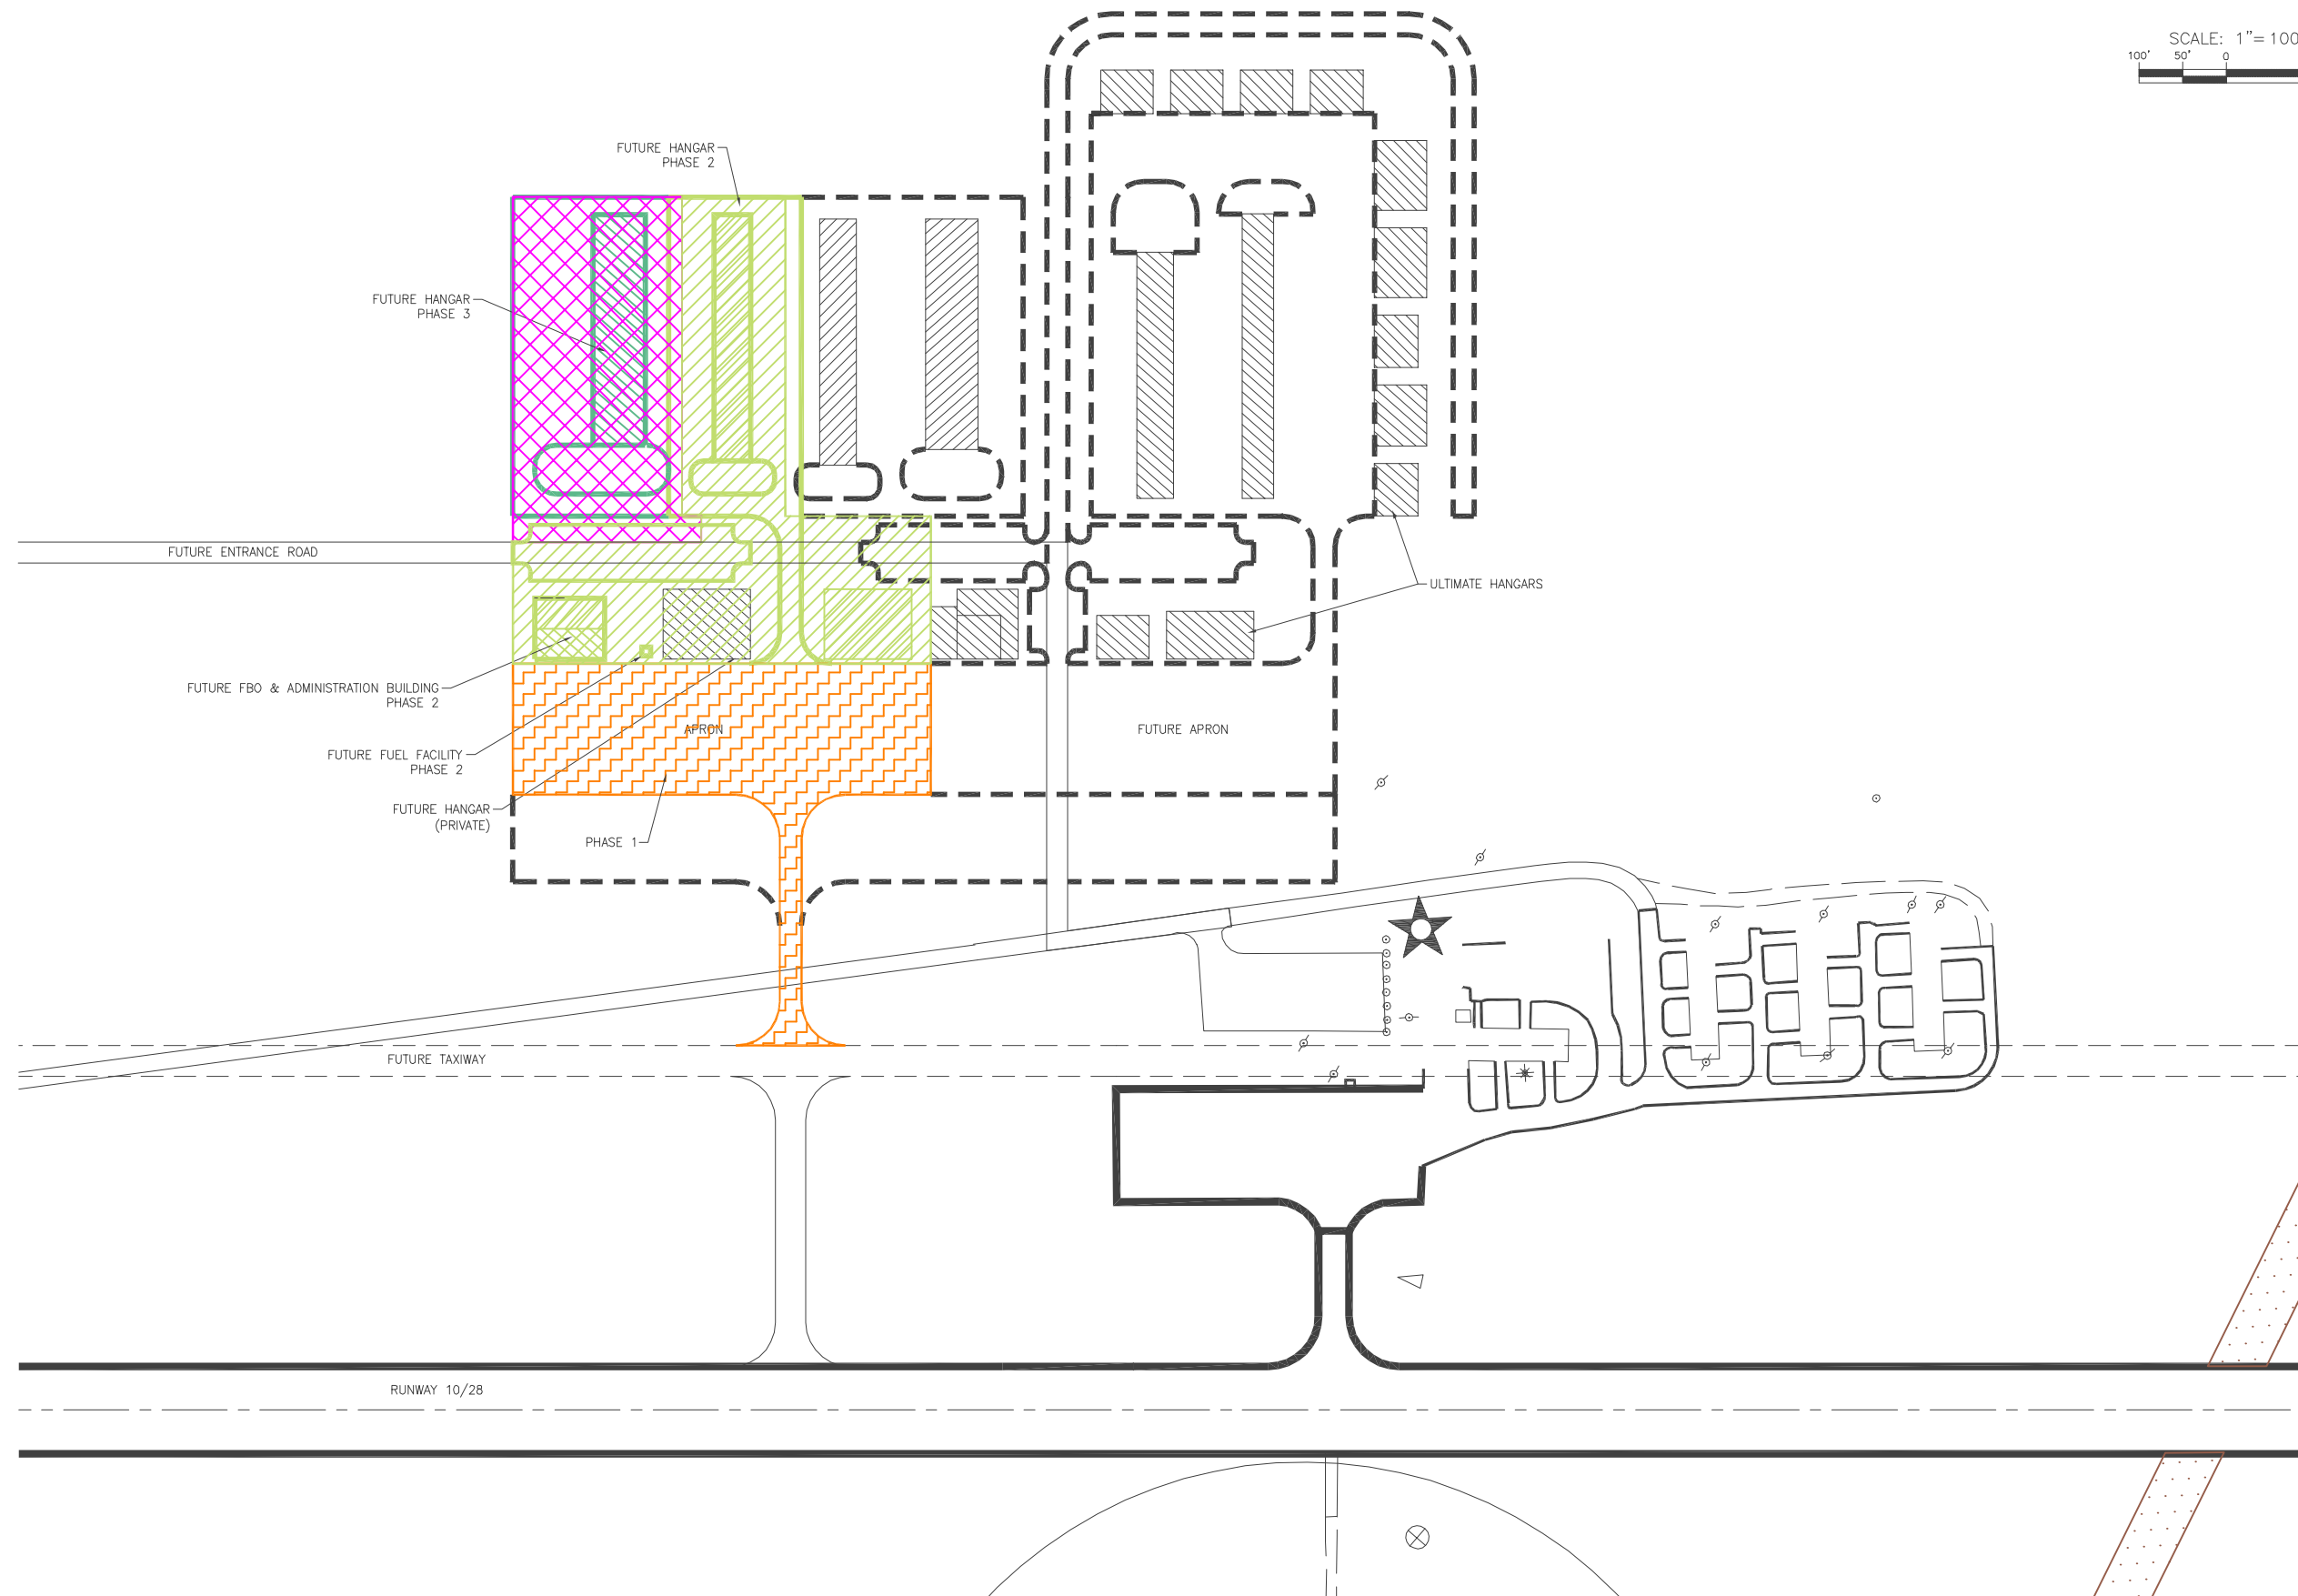 SCALE: 1"= 100
100' 50' 0
FUTURE HANGAR
PHASE 2
FUTURE HANGAR
PHASE 3
FUTURE ENTRANCE ROAD
ULTIMATE HANGARS
FUTURE FBO & ADMINISTRATION BUILDING
PHASE 2
APRON
FUTURE APRON
FUTURE FUEL FACILITY
PHASE 2
FUTURE HANGAR
(PRIVATE)
PHASE 1
FUTURE TAXIWAY
RUNWAY 10/28